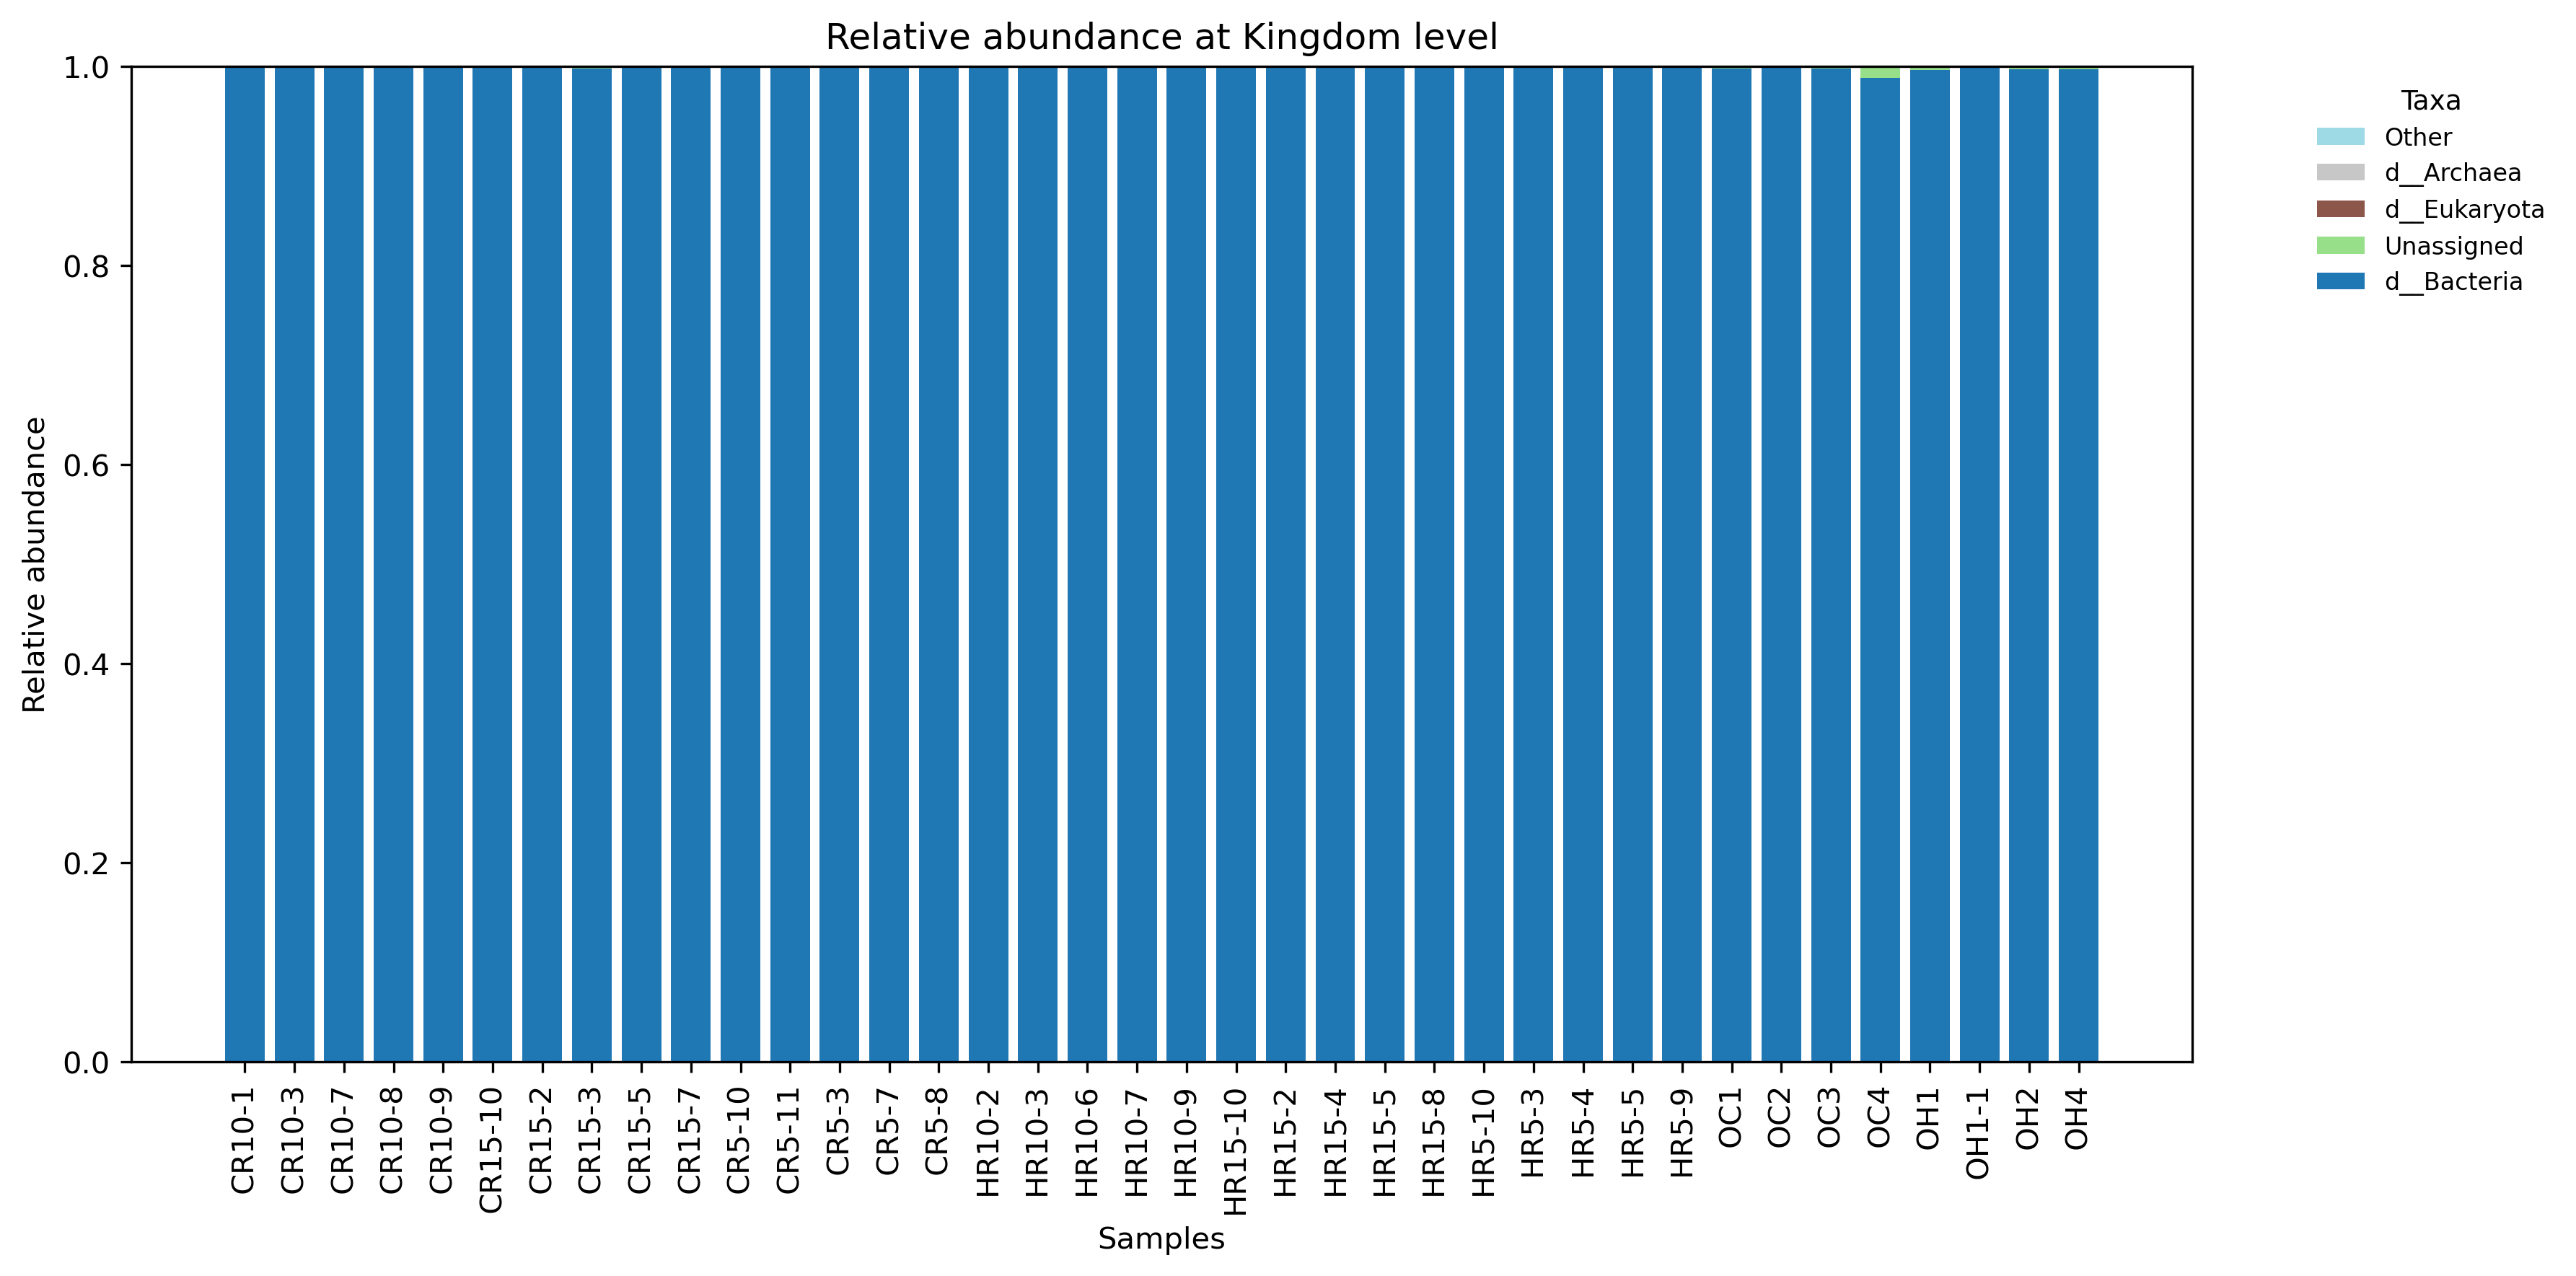 Relative abundance at Kingdom level
1.0
0.8
0.6
0.4
0.2
0.0
Relative abundance
CR10-1
CR10-3
CR10-7
CR10-8
CR10-9
CR15-10
CR15-2
CR15-3
CR15-5
CR15-7
CR5-10
CR5-11
CR5-3
CR5-7
CR5-8
HR10-2
HR10-3
HR10-6
HR10-7
HR10-9
HR15-10
HR15-2
HR15-4
HR15-5
HR15-8
HR5-10
HR5-3
HR5-4
HR5-5
HR5-9
OC1
OC2
OC3
OC4
OH1
OH1-1
OH2
OH4
Samples
Taxa
Other
d__Archaea
d__Eukaryota
Unassigned
d__Bacteria